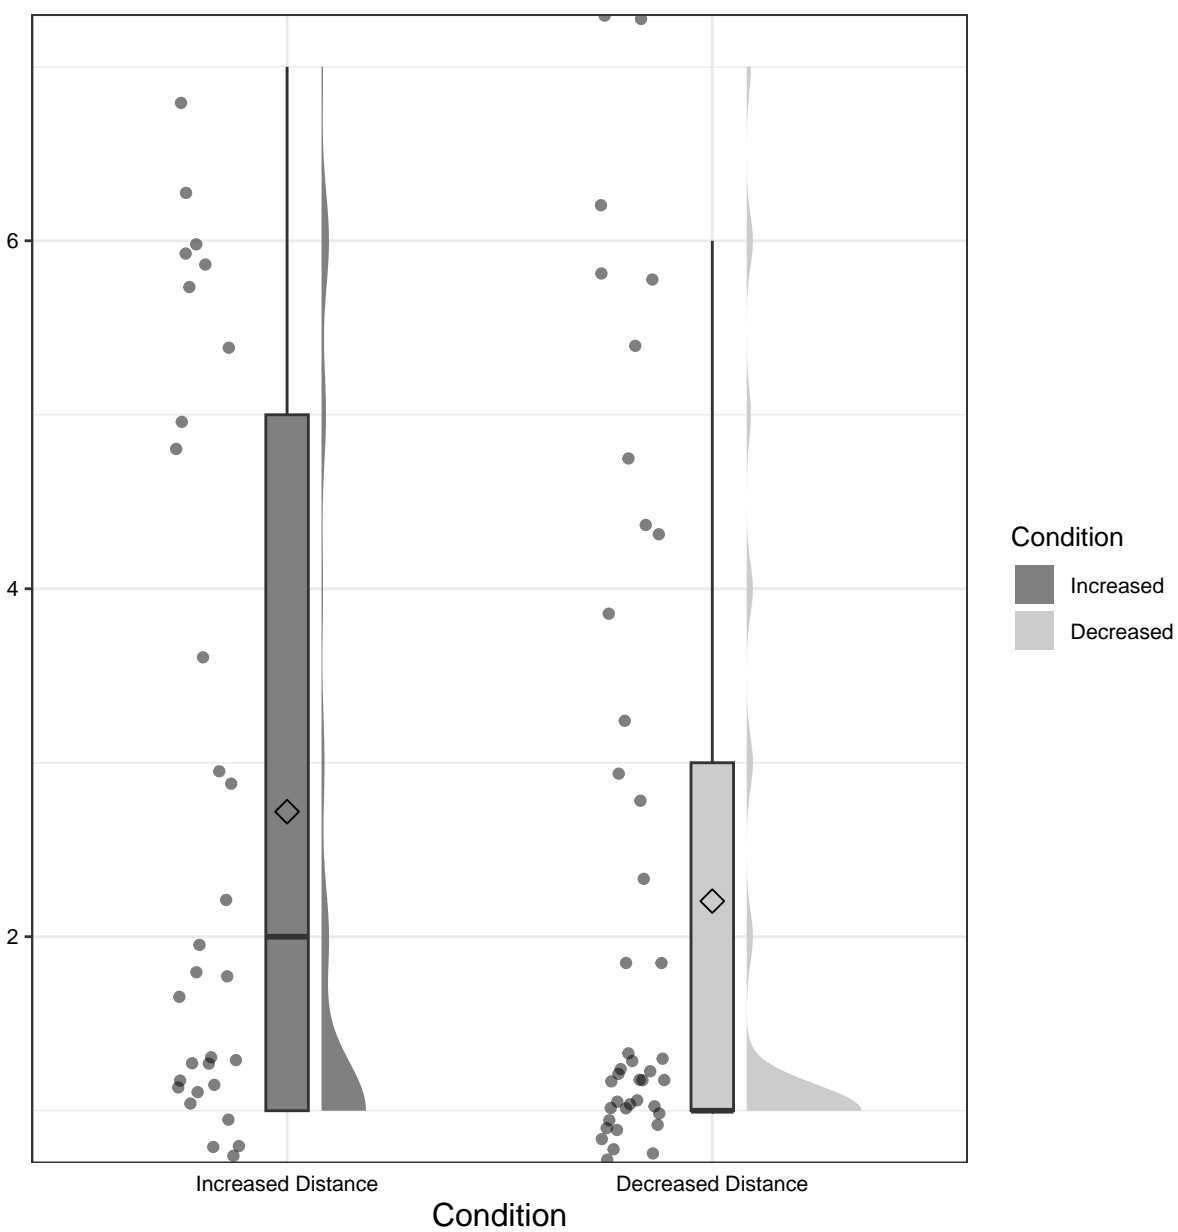 6
4
2
Increased Distance
Decreased Distance
Condition
Condition
Increased
Decreased